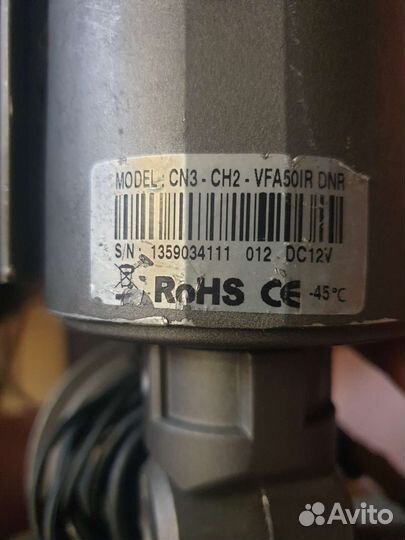 MODEL : CN3 - CH2 - VFA50IR DNR
S/N : 1359034111 012 DC12V
RoHS CE -45°C
Avito